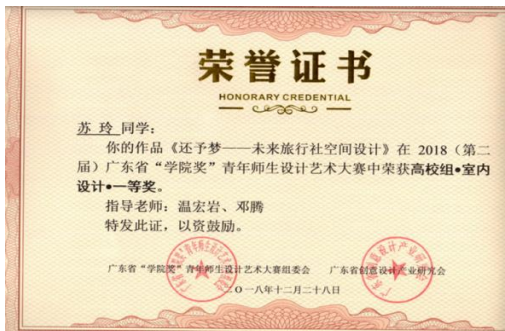 荣誉证书
HONORARY CREDENTIAL
苏 玲 同学：
你的作品《还予梦——未来旅行社空间设计》在 2018（第二
届）广东省“学院奖”青年师生设计艺术大赛中荣获高校组•室内
设计•一等奖。
指导老师：温宏岩、邓腾
特发此证，以资鼓励。
广东省“学院奖”青年师生设计艺术大赛组委会 广东省创意设计产业研究会
二〇一八年十二月二十八日